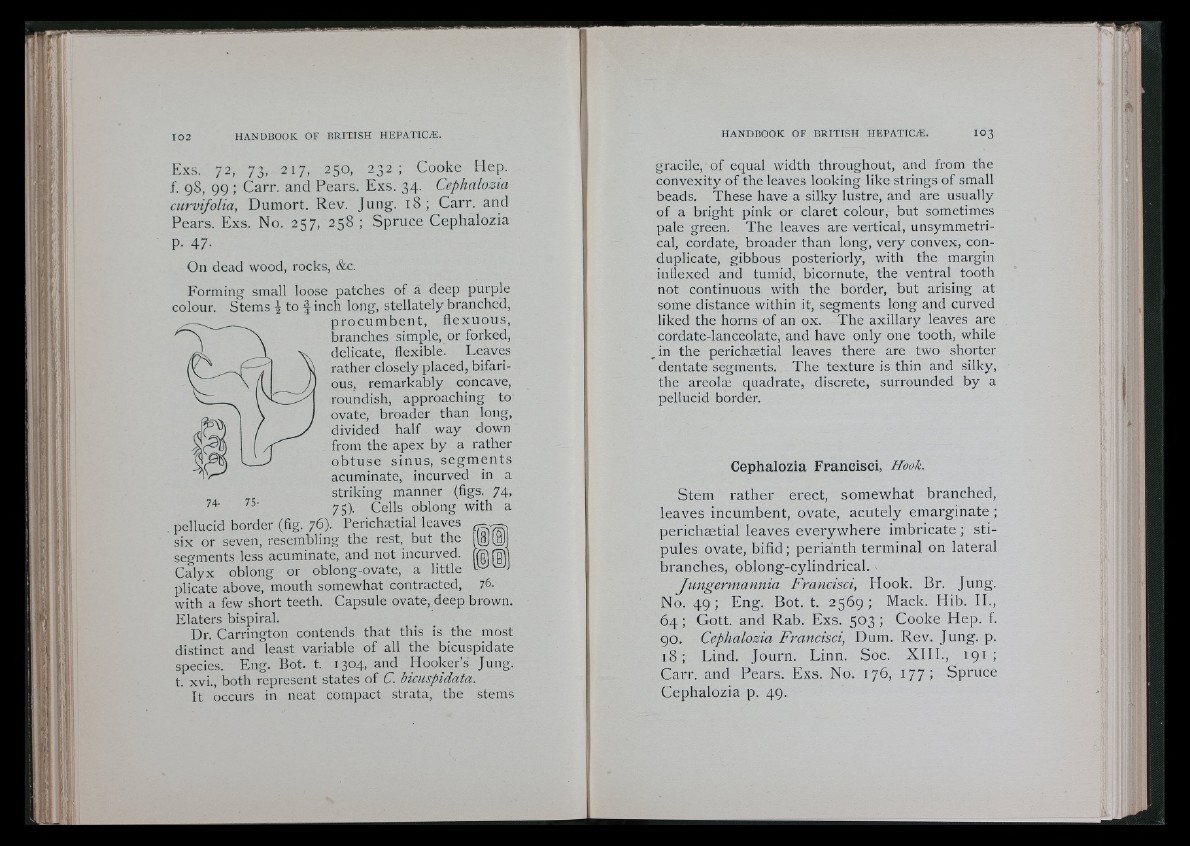 102 HANDBOOK OF BRITISH HEPATICÆ.
Exs. 72, 73, 217, 250, 232 ; Cooke Hep.
f. 98, 99 ; Carr. and Pears. Exs. 34. Cephalozia
curvifolia, Dumort. Rev. Jung. 18 ; Carr. and
Pears. Exs. No. 257, 258 ; Spruce Cephalozia
p. 47.
On dead wood, rocks, &c.
Forming small loose patches of a deep purple
colour. Stems ½ to ¾ inch long, stellately branched,
procumbent, flexuous,
branches simple, or forked,
delicate, flexible. Leaves
rather closely placed, bifari-
ous, remarkably concave,
roundish, approaching to
ovate, broader than long,
divided half way down
from the apex by a rather
obtuse sinus, segments
acuminate, incurved in a
striking manner (figs. 74,
75). Cells oblong with a
74. 75.
pellucid border (fig. 76). Perichætial leaves
six or seven, resembling the rest, but the
segments less acuminate, and not incurved.
Calyx oblong or oblong-ovate, a little
plicate above, mouth somewhat contracted,
76.
with a few short teeth. Capsule ovate, deep brown.
Elaters bispiral.
Dr. Carrington contends that this is the most
distinct and least variable of all the bicuspidate
species. Eng. Bot. t. 1304, and Hooker's Jung.
t. xvi., both represent states of C. bicuspidata.
It occurs in neat compact strata, the stems
HANDBOOK OF BRITISH HEPATICÆ. 103
gracile, of equal width throughout, and from the
convexity of the leaves looking like strings of small
beads. These have a silky lustre, and are usually
of a bright pink or claret colour, but sometimes
pale green. The leaves are vertical, unsymmetri-
cal, cordate, broader than long, very convex, con-
duplicate, gibbous posteriorly, with the margin
inflexed and tumid, bicornute, the ventral tooth
not continuous with the border, but arising at
some distance within it, segments long and curved
liked the horns of an ox. The axillary leaves are
cordate-lanceolate, and have only one tooth, while
in the perichætial leaves there are two shorter
dentate segments. The texture is thin and silky,
the areolæ quadrate, discrete, surrounded by a
pellucid border.
Cephalozia Francisci, Hook.
Stem rather erect, somewhat branched,
leaves incumbent, ovate, acutely emarginate ;
perichætial leaves everywhere imbricate ; sti-
pules ovate, bifid ; perianth terminal on lateral
branches, oblong-cylindrical.
Jungermannia Francisci, Hook. Br. Jung.
No. 49 ; Eng. Bot. t. 2569 ; Mack. Hib. II.,
64 ; Gott. and Rab. Exs. 503 ; Cooke Hep. f.
90. Cephalozia Francisci, Dum. Rev. Jung. p.
18 ; Lind. Journ. Linn. Soc. XIII., 191 ;
Carr. and Pears. Exs. No. 176, 177 ; Spruce
Cephalozia p. 49.